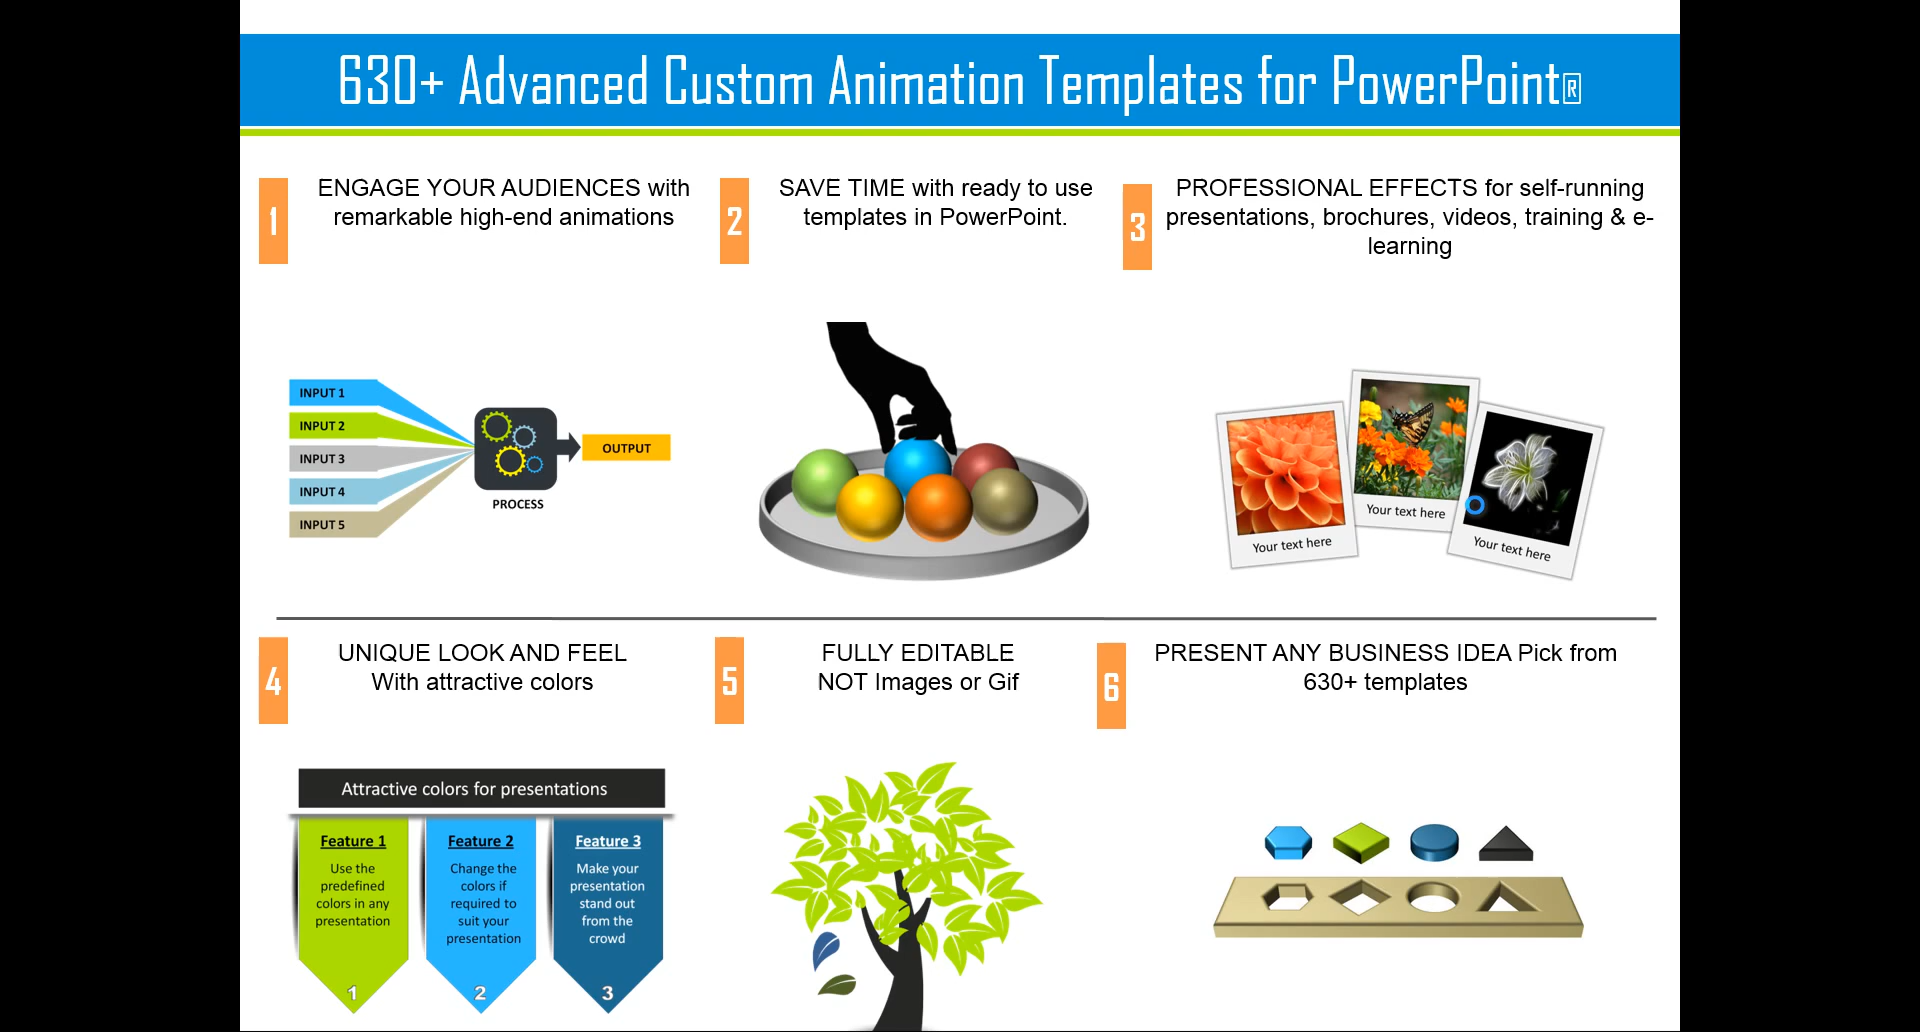 630+ Advanced Custom Animation Templates for PowerPoint®
1
ENGAGE YOUR AUDIENCES with
remarkable high-end animations
2
SAVE TIME with ready to use
templates in PowerPoint.
3
PROFESSIONAL EFFECTS for self-running
presentations, brochures, videos, training & e-
learning
INPUT 1
INPUT 2
INPUT 3
INPUT 4
INPUT 5
PROCESS
OUTPUT
Your text here
Your text here
Your text here
4
UNIQUE LOOK AND FEEL
With attractive colors
5
FULLY EDITABLE
NOT Images or Gif
6
PRESENT ANY BUSINESS IDEA Pick from
630+ templates
Attractive colors for presentations
Feature 1
Use the
predefined
colors in any
presentation
1
Feature 2
Change the
colors if
required to
suit your
presentation
2
Feature 3
Make your
presentation
stand out
from the
crowd
3